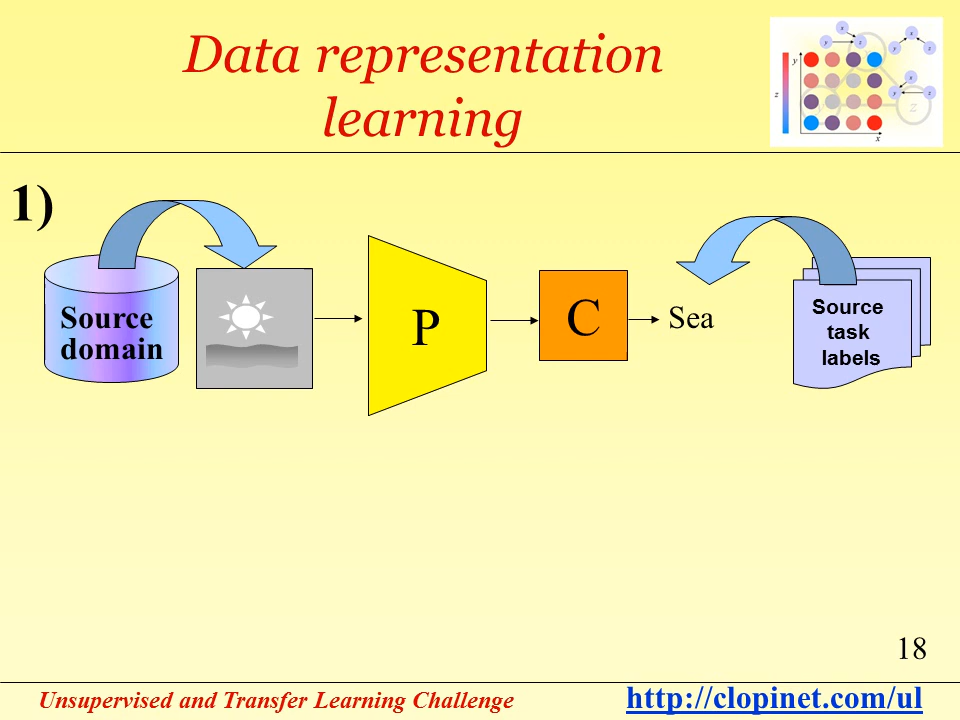 Data representation
learning
1)
Source
domain
P
C
Sea
Source
task
labels
18
Unsupervised and Transfer Learning Challenge
http://clopinet.com/ul
x
y
z
y
z
x
x
y
z
x
y
z
z